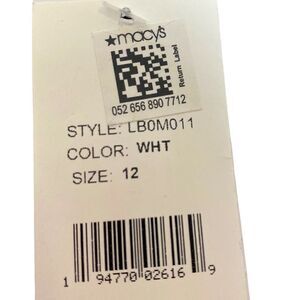 ★macy's
Return Label
052 656 890 7712
STYLE: LB0M011
COLOR: WHT
SIZE: 12
1 94770 02616 9